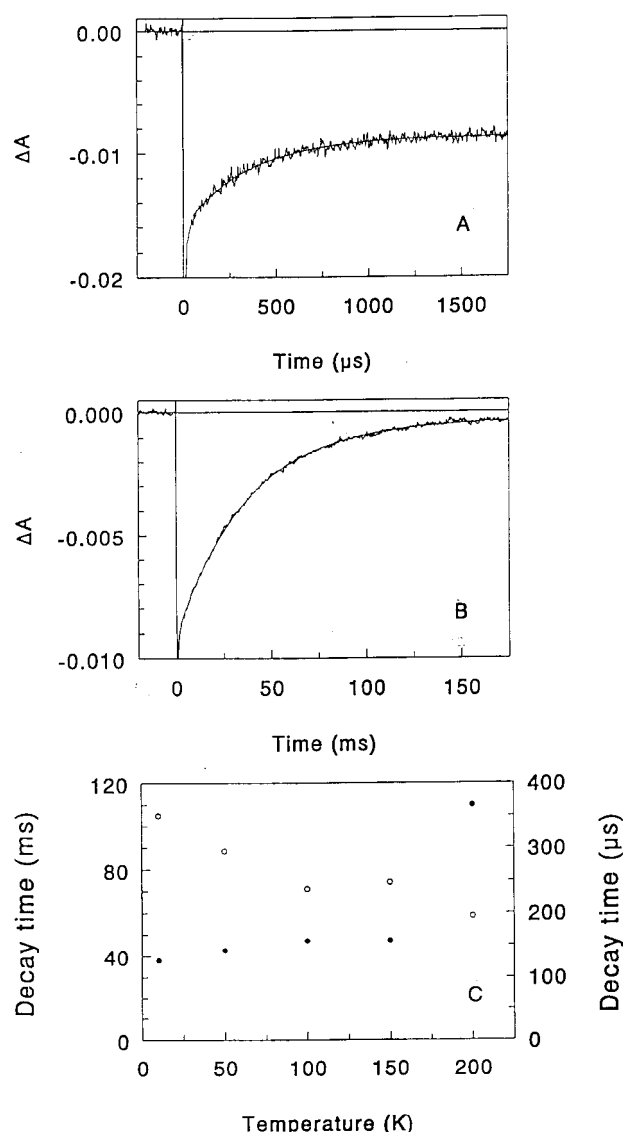 0.00
-0.01
-0.02
ΔA
A
0 500 1000 1500
Time (μs)
0.000
-0.005
-0.010
ΔA
B
0 50 100 150
Time (ms)
120
80
40
0
Decay time (ms)
400
300
200
100
0
Decay time (μs)
C
0 50 100 150 200
Temperature (K)